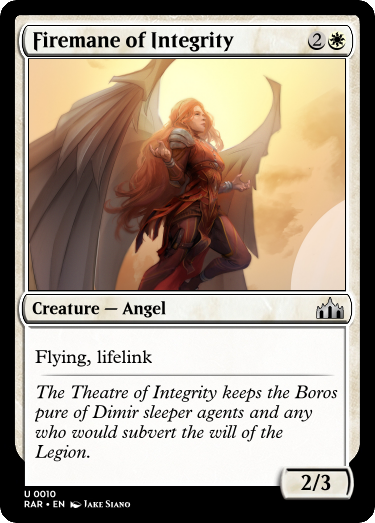 Firemane of Integrity 2
Creature — Angel
Flying, lifelink
The Theatre of Integrity keeps the Boros
pure of Dimir sleeper agents and any
who would subvert the will of the
Legion.
2/3
U 0010
RAR • EN Jake Siano